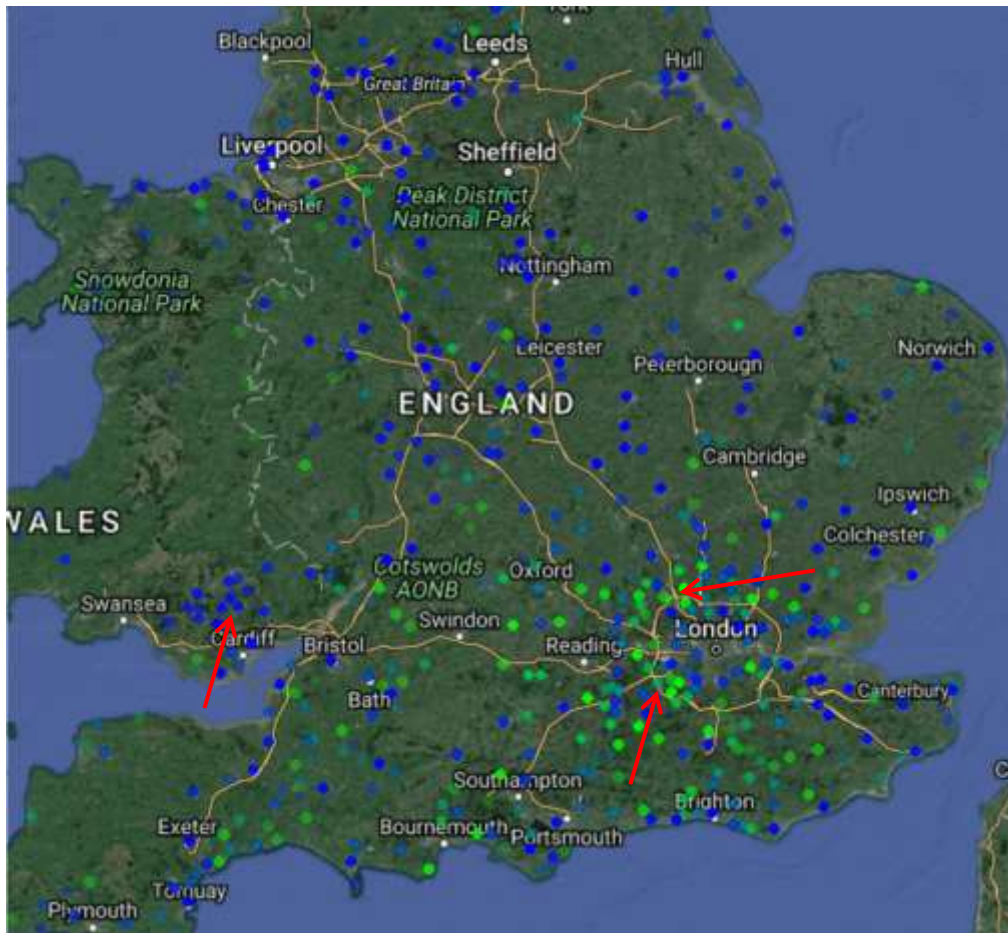 York
Blackpool
Leeds
Great Britain
Hull
Liverpool
Sheffield
Chester
Peak District
National Park
Snowdonia
National Park
Nottingham
Leicester
Norwich
Peterborough
ENGLAND
Cambridge
Ipswich
WALES
Colchester
Cotswolds
AONB
Oxford
Swansea
Swindon
London
Cardiff
Bristol
Reading
Bath
Canterbury
Southampton
Exeter
Bournemouth
Portsmouth
Brighton
Torquay
Plymouth